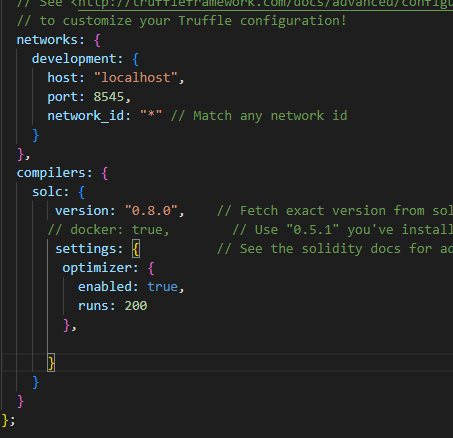 // See <http://truffleframework.com/docs/advanced/configu
// to customize your Truffle configuration!
networks: {
development: {
host: "localhost",
port: 8545,
network_id: "*" // Match any network id
}
},
compilers: {
solc: {
version: "0.8.0", // Fetch exact version from sol
// docker: true, // Use "0.5.1" you've install
settings: { // See the solidity docs for ad
optimizer: {
enabled: true,
runs: 200
},
}
}
}
};